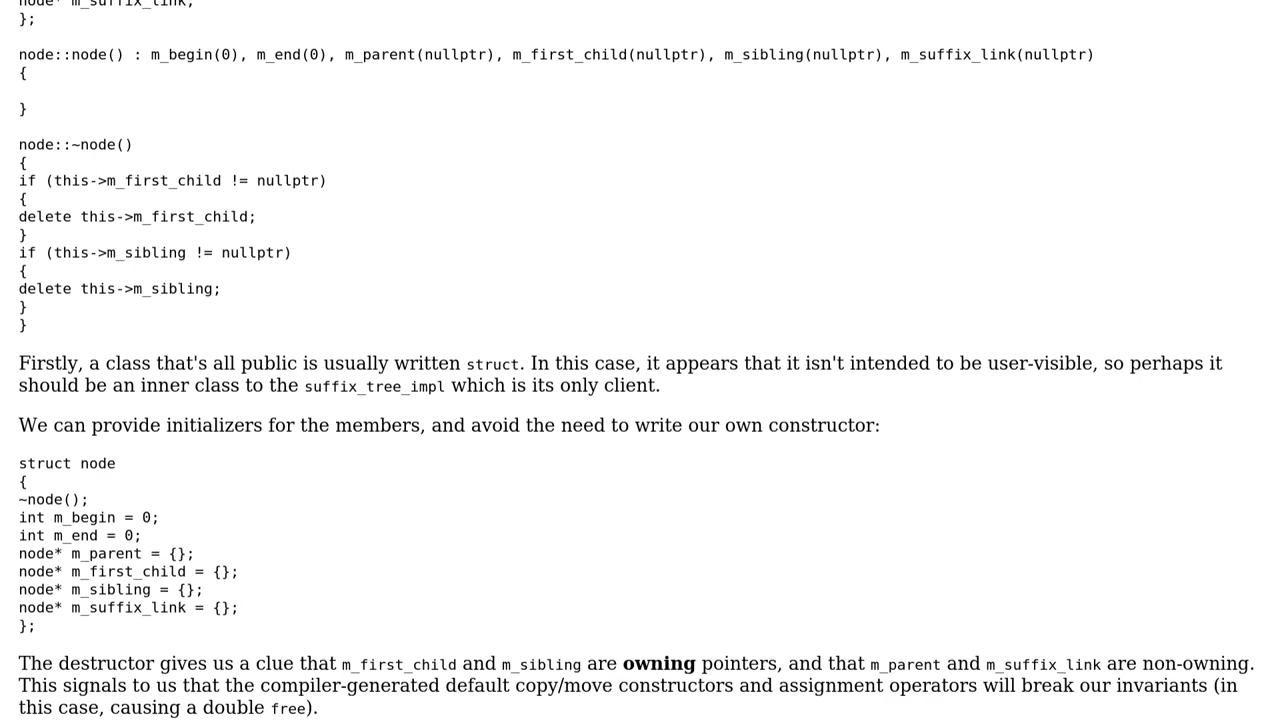 node* m_suffix_link;
};
node::node() : m_begin(0), m_end(0), m_parent(nullptr), m_first_child(nullptr), m_sibling(nullptr), m_suffix_link(nullptr)
{
}
node::~node()
{
if (this->m_first_child != nullptr)
{
delete this->m_first_child;
}
if (this->m_sibling != nullptr)
{
delete this->m_sibling;
}
}
Firstly, a class that's all public is usually written struct. In this case, it appears that it isn't intended to be user-visible, so perhaps it
should be an inner class to the suffix_tree_impl which is its only client.
We can provide initializers for the members, and avoid the need to write our own constructor:
struct node
{
~node();
int m_begin = 0;
int m_end = 0;
node* m_parent = {};
node* m_first_child = {};
node* m_sibling = {};
node* m_suffix_link = {};
};
The destructor gives us a clue that m_first_child and m_sibling are owning pointers, and that m_parent and m_suffix_link are non-owning.
This signals to us that the compiler-generated default copy/move constructors and assignment operators will break our invariants (in
this case, causing a double free).